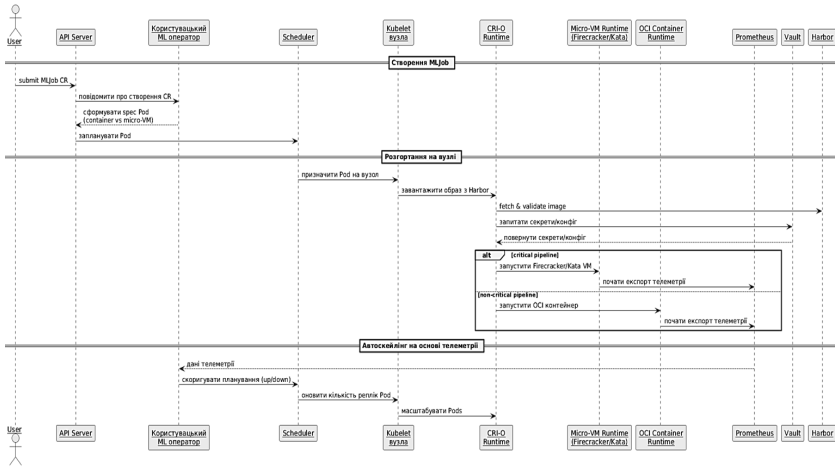 User
API Server
Користувацький
ML оператор
Scheduler
Kubelet
вузла
CRI-O
Runtime
Micro-VM Runtime
(Firecracker/Kata)
OCI Container
Runtime
Prometheus
Vault
Harbor
Створення MLJob
submit MLJob CR
повідомити про створення CR
сформувати spec Pod
(container vs micro-VM)
запланувати Pod
Розгортання на вузлі
призначити Pod на вузол
завантажити образ з Harbor
fetch & validate image
запитати секрети/конфіг
повернути секрети/конфіг
alt
[critical pipeline]
запустити Firecracker/Kata VM
почати експорт телеметрії
[non-critical pipeline]
запустити OCI контейнер
почати експорт телеметрії
Автоскейлінг на основі телеметрії
дані телеметрії
скоригувати планування (up/down)
оновити кількість реплік Pod
масштабувати Pods
User
API Server
Користувацький
ML оператор
Scheduler
Kubelet
вузла
CRI-O
Runtime
Micro-VM Runtime
(Firecracker/Kata)
OCI Container
Runtime
Prometheus
Vault
Harbor